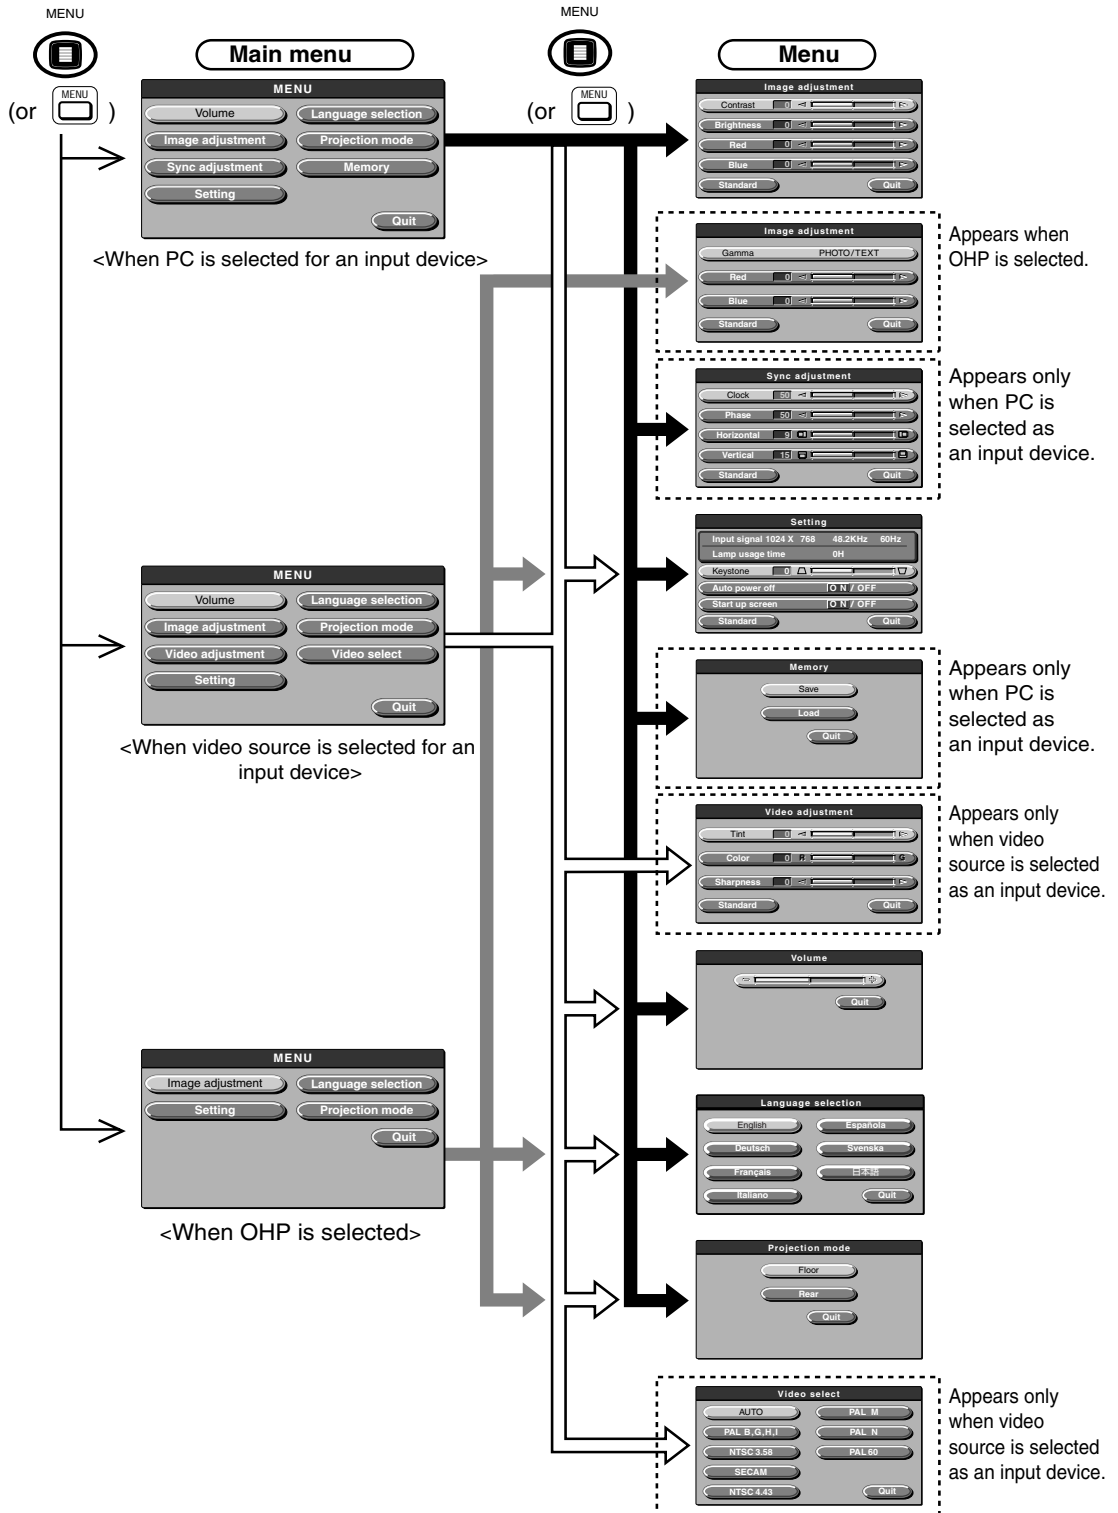 MENU
MENU
Main menu
Menu
(or MENU )
(or MENU )
MENU
Volume
Language selection
Image adjustment
Projection mode
Sync adjustment
Memory
Setting
Quit
<When PC is selected for an input device>
Image adjustment
Contrast 0
Brightness 0
Red 0
Blue 0
Standard
Quit
Image adjustment
Gamma PHOTO/TEXT
Red 0
Blue 0
Standard
Quit
Appears when
OHP is selected.
Sync adjustment
Clock 50
Phase 50
Horizontal 9
Vertical 15
Standard
Quit
Appears only
when PC is
selected as
an input device.
Setting
Input signal 1024 X 768 48.2KHz 60Hz
Lamp usage time 0H
Keystone 0
Auto power off ON / OFF
Start up screen ON / OFF
Standard
Quit
MENU
Volume
Language selection
Image adjustment
Projection mode
Video adjustment
Video select
Setting
Quit
<When video source is selected for an
input device>
Memory
Save
Load
Quit
Appears only
when PC is
selected as
an input device.
Video adjustment
Tint 0
Color 0 R G
Sharpness 0
Standard
Quit
Appears only
when video
source is selected
as an input device.
Volume
Quit
MENU
Image adjustment
Language selection
Setting
Projection mode
Quit
<When OHP is selected>
Language selection
English
Española
Deutsch
Svenska
Français
日本語
Italiano
Quit
Projection mode
Floor
Rear
Quit
Video select
AUTO
PAL M
PAL B,G,H,I
PAL N
NTSC 3.58
PAL 60
SECAM
NTSC 4.43
Quit
Appears only
when video
source is selected
as an input device.